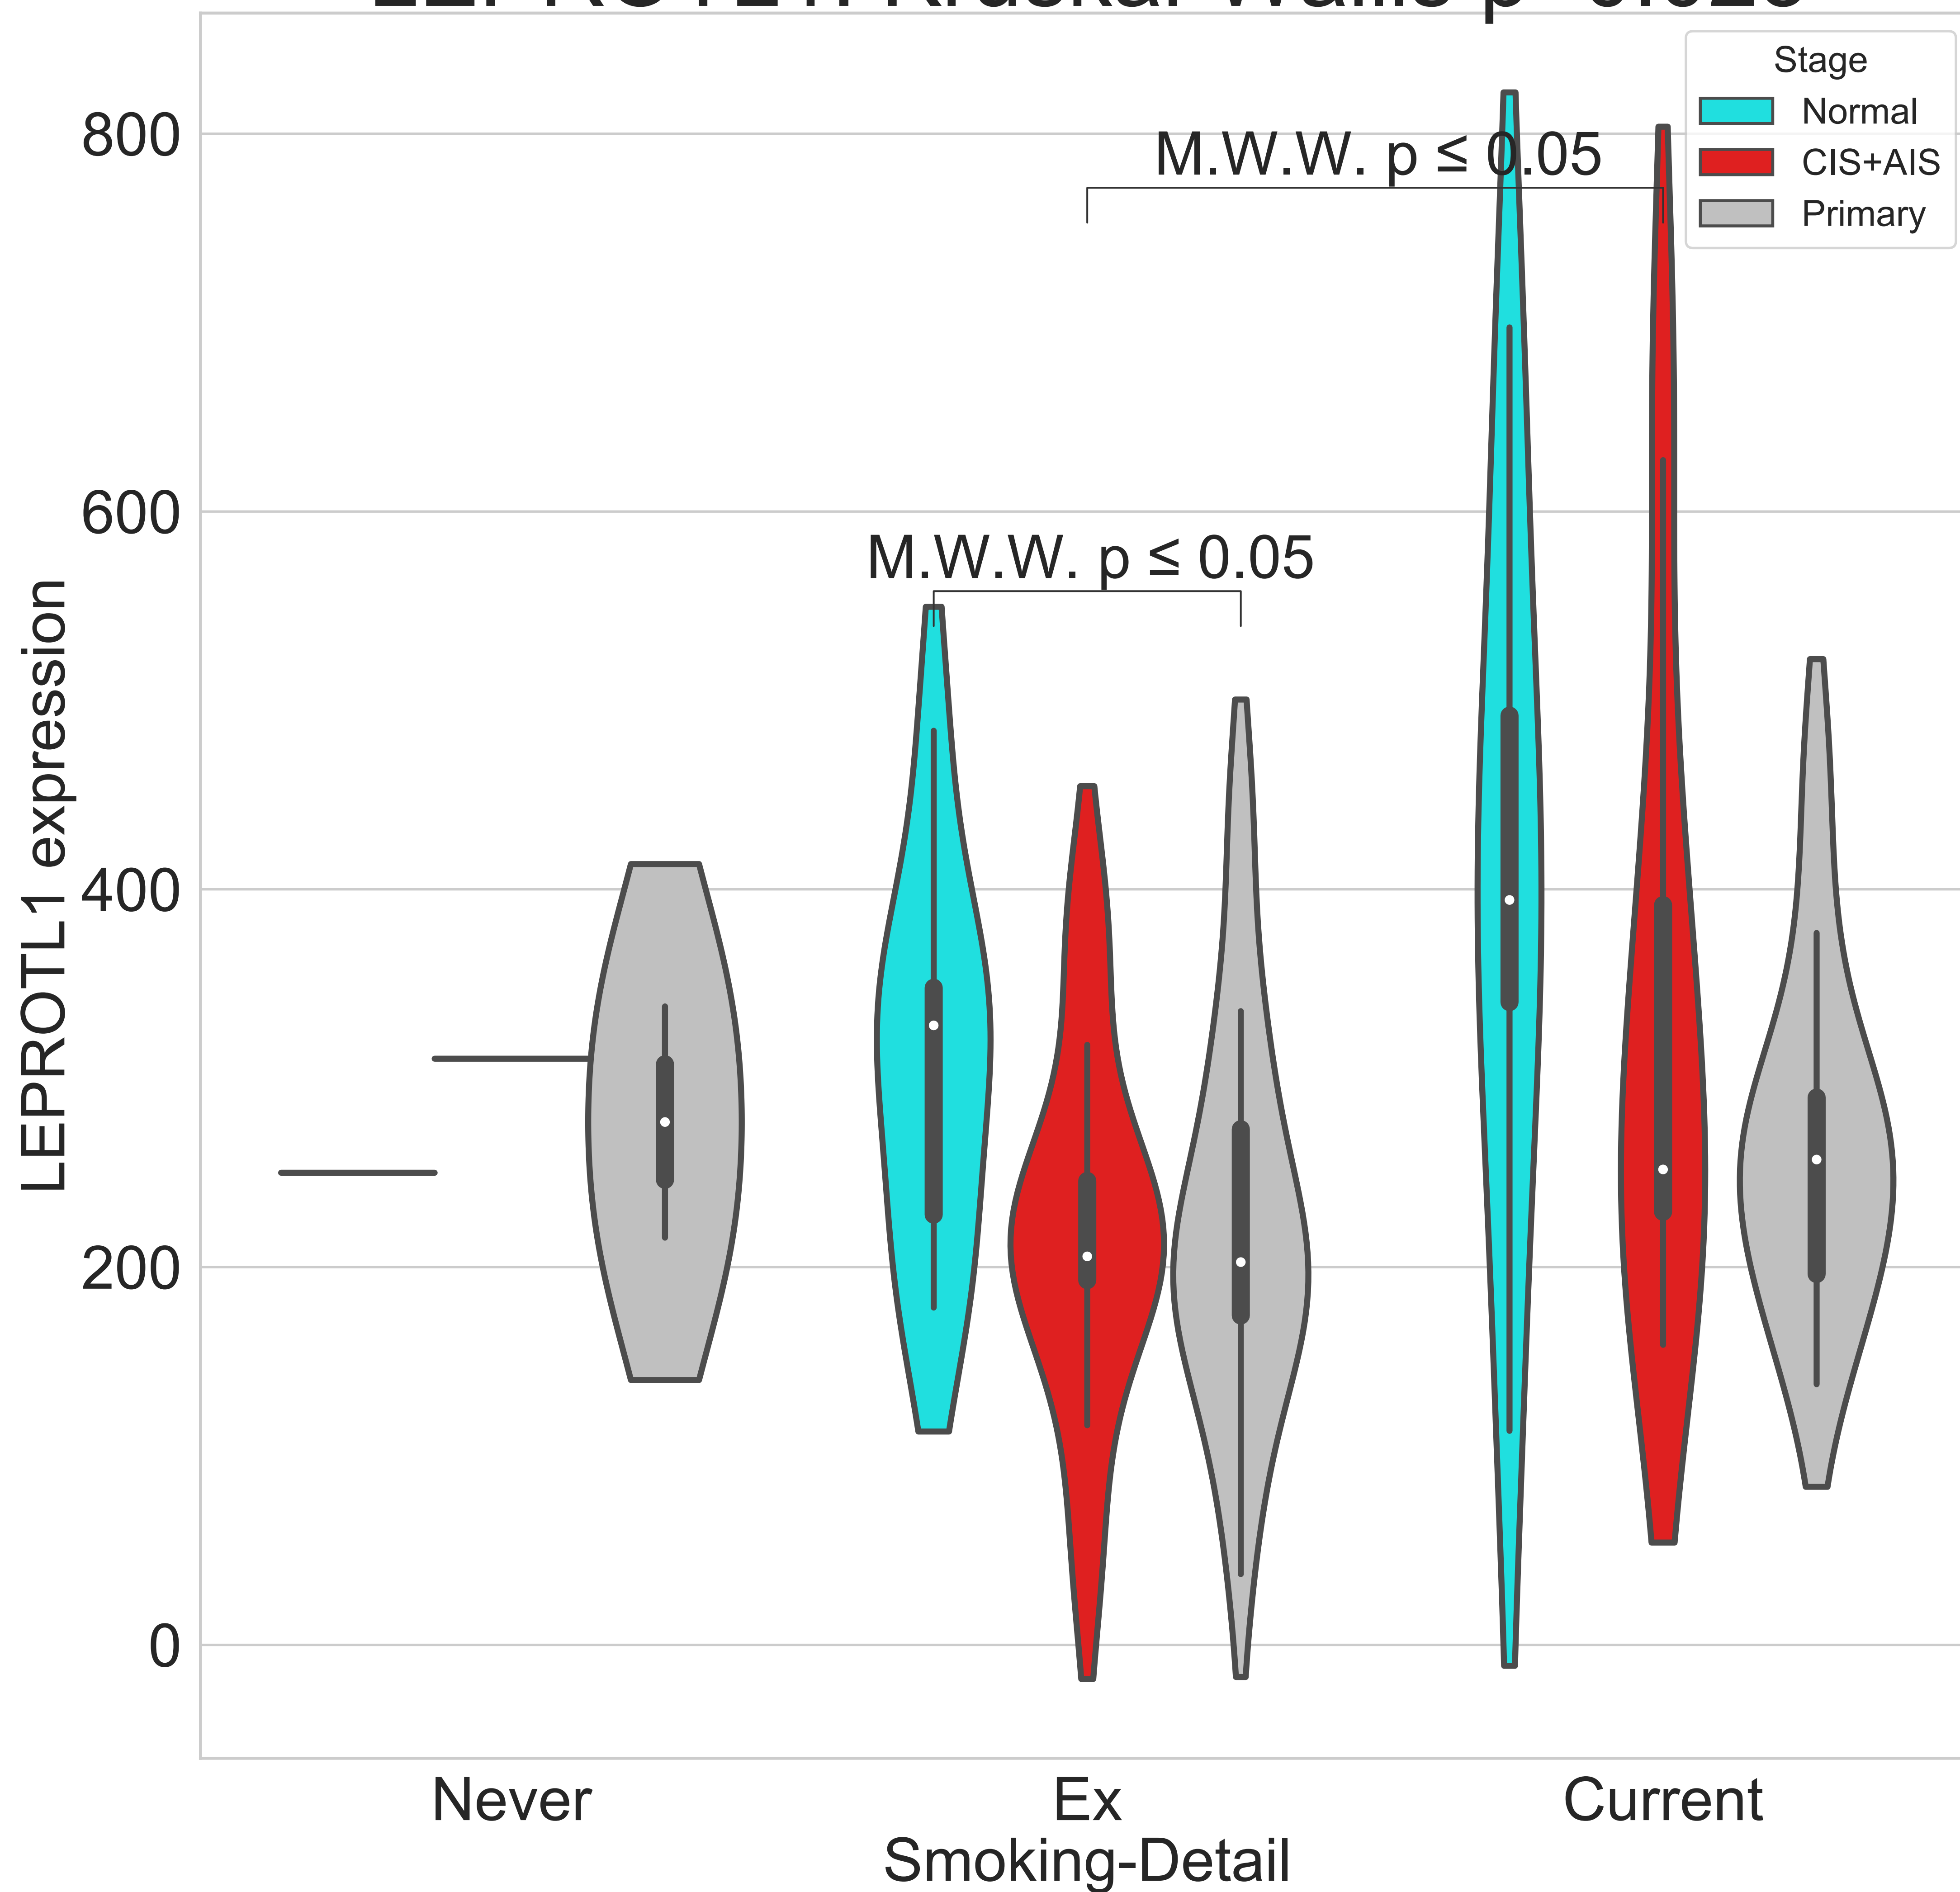 Stage
Normal
CIS+AIS
Primary
800
600
400
200
0
M.W.W. p ≤ 0.05
M.W.W. p ≤ 0.05
LEPROTL1 expression
Never
Ex
Current
Smoking-Detail